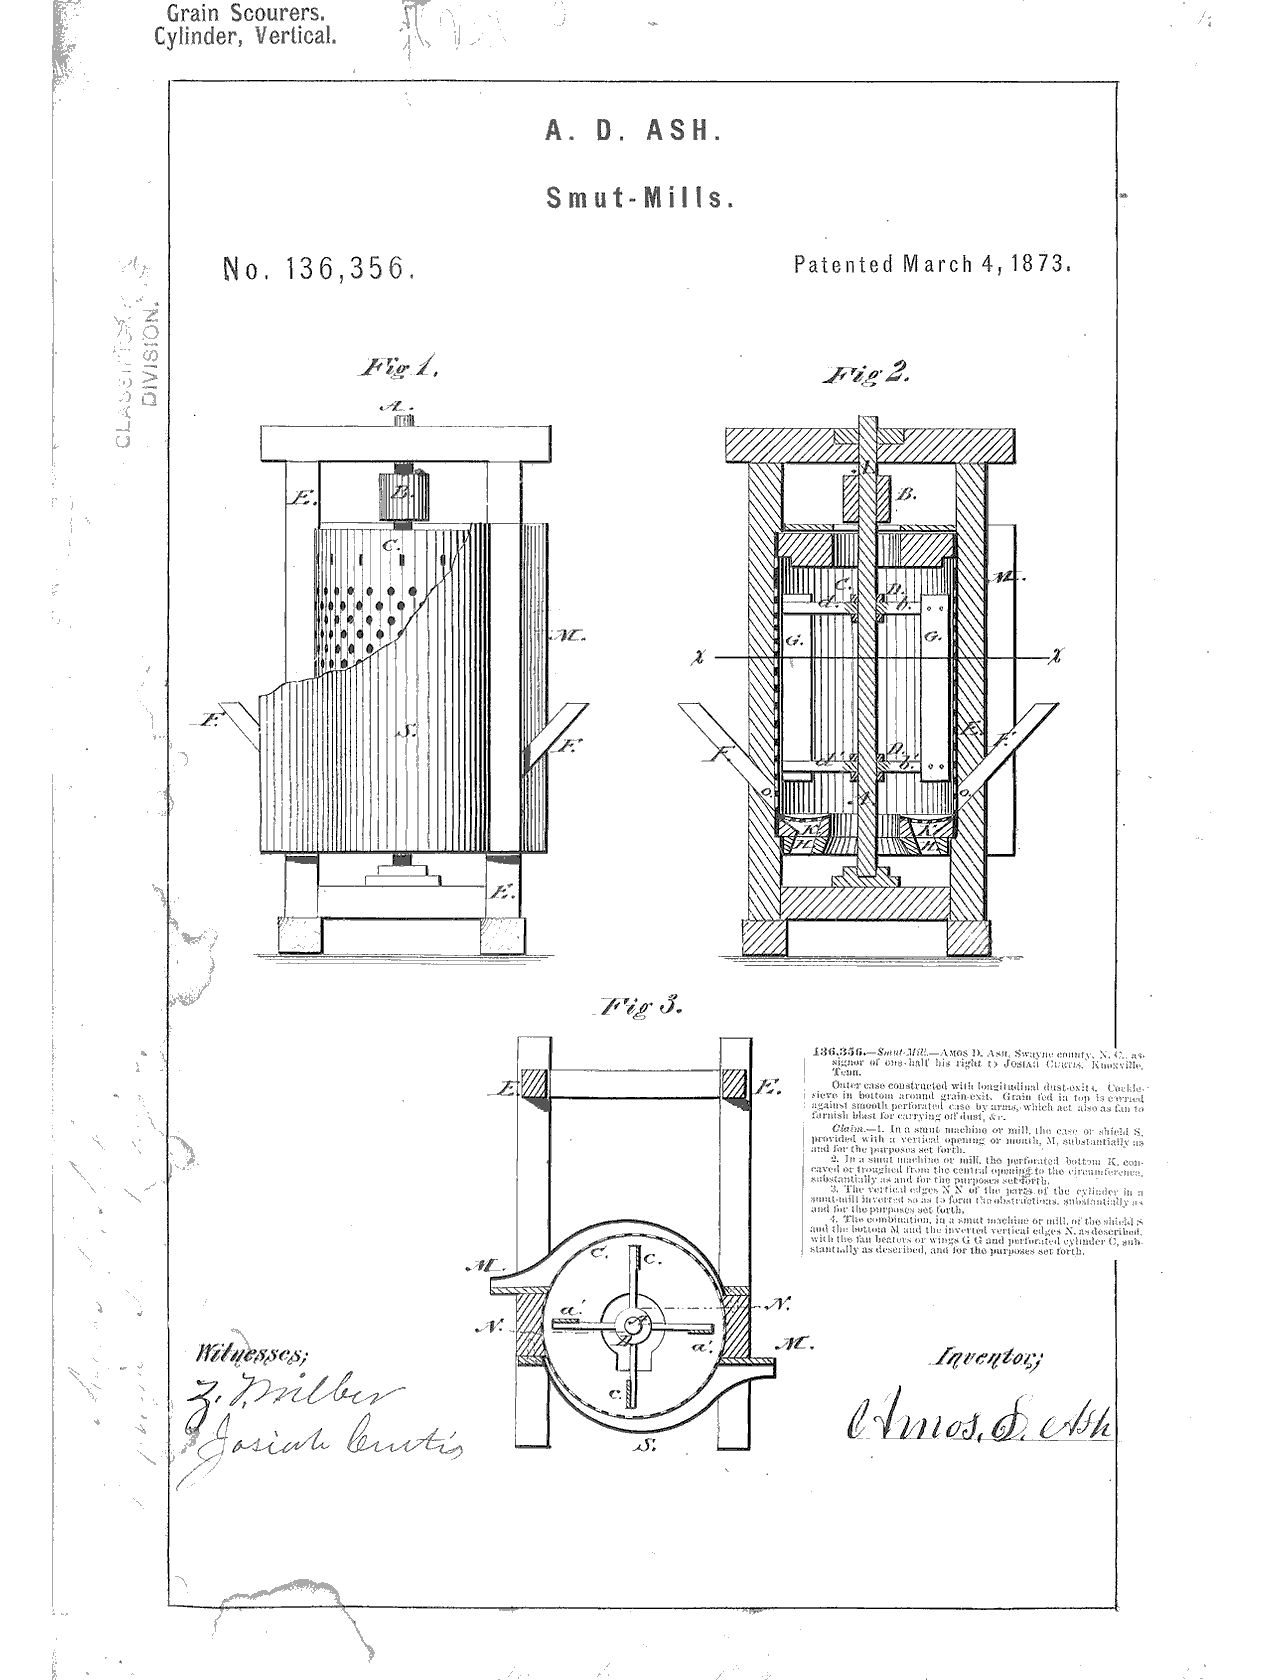 Grain Scourers.
Cylinder, Vertical.
A. D. ASH.
Smut-Mills.
No. 136,356.
Patented March 4, 1873.
DIVISION.
Fig 1.
Fig 2.
A.
E.
B.
C.
M.
F.
S.
F.
E.
A.
B.
M.
C.
D.
d.
b.
G.
G.
x
x
F.
E.
F.
D.
d'
b'
o.
o.
A.
K.
K.
H.
H.
Fig 3.
E.
E.
C.
c.
M.
N.
a'.
A
N.
D
a'.
M.
c.
S.
136,356.—Smut-Mill.—AMOS D. ASH, Swayne county, N. C., as-
signor of one-half his right to JOSIAH CURTIS, Knoxville,
Tenn.
Outer case constructed with longitudinal dust-exits. Cockle-
sieve in bottom around grain-exit. Grain fed in top is carried
against smooth perforated case by arms, which act also as fan to
furnish blast for carrying off dust, &c.
Claim.—1. In a smut machine or mill, the case or shield S,
provided with a vertical opening or mouth, M, substantially as
and for the purposes set forth.
2. In a smut machine or mill, the perforated bottom K, con-
caved or troughed from the central opening to the circumference,
substantially as and for the purposes set forth.
3. The vertical edges N N of the parts of the cylinder in a
smut-mill inverted so as to form the obstructions, substantially as
and for the purposes set forth.
4. The combination, in a smut machine or mill, of the shield S
and the bottom M and the inverted vertical edges N, as described,
with the fan beaters or wings G G and perforated cylinder C, sub-
stantially as described, and for the purposes set forth.
Witnesses;
Josiah Curtis
Inventor;
Amos. D. Ash